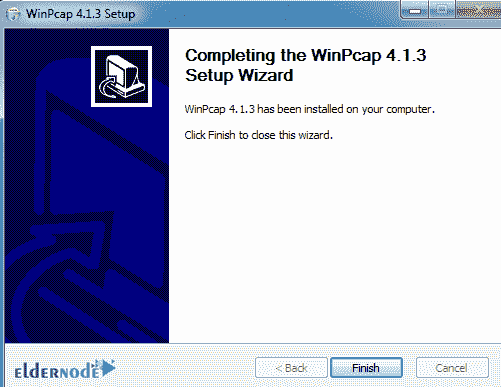 WinPcap 4.1.3 Setup
Completing the WinPcap 4.1.3
Setup Wizard
WinPcap 4.1.3 has been installed on your computer.
Click Finish to close this wizard.
eldernode
< Back
Finish
Cancel